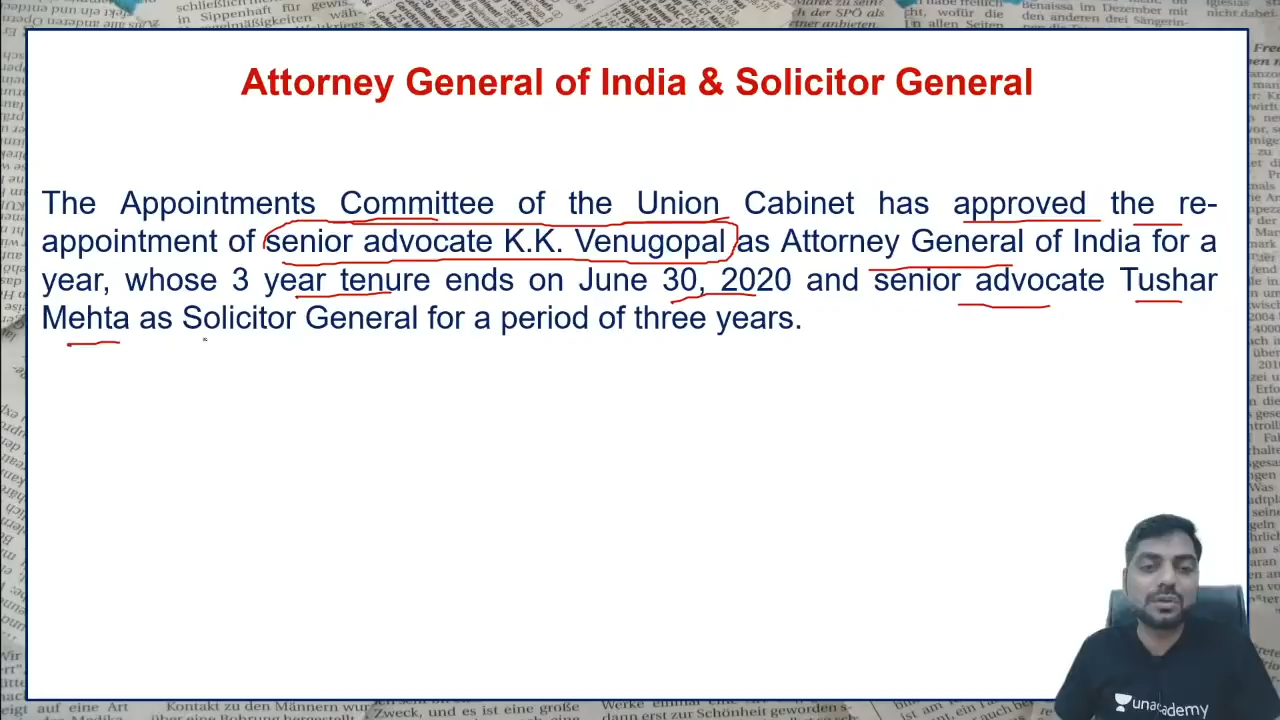 Attorney General of India & Solicitor General
The Appointments Committee of the Union Cabinet has approved the re-
appointment of senior advocate K.K. Venugopal as Attorney General of India for a
year, whose 3 year tenure ends on June 30, 2020 and senior advocate Tushar
Mehta as Solicitor General for a period of three years.
unacademy